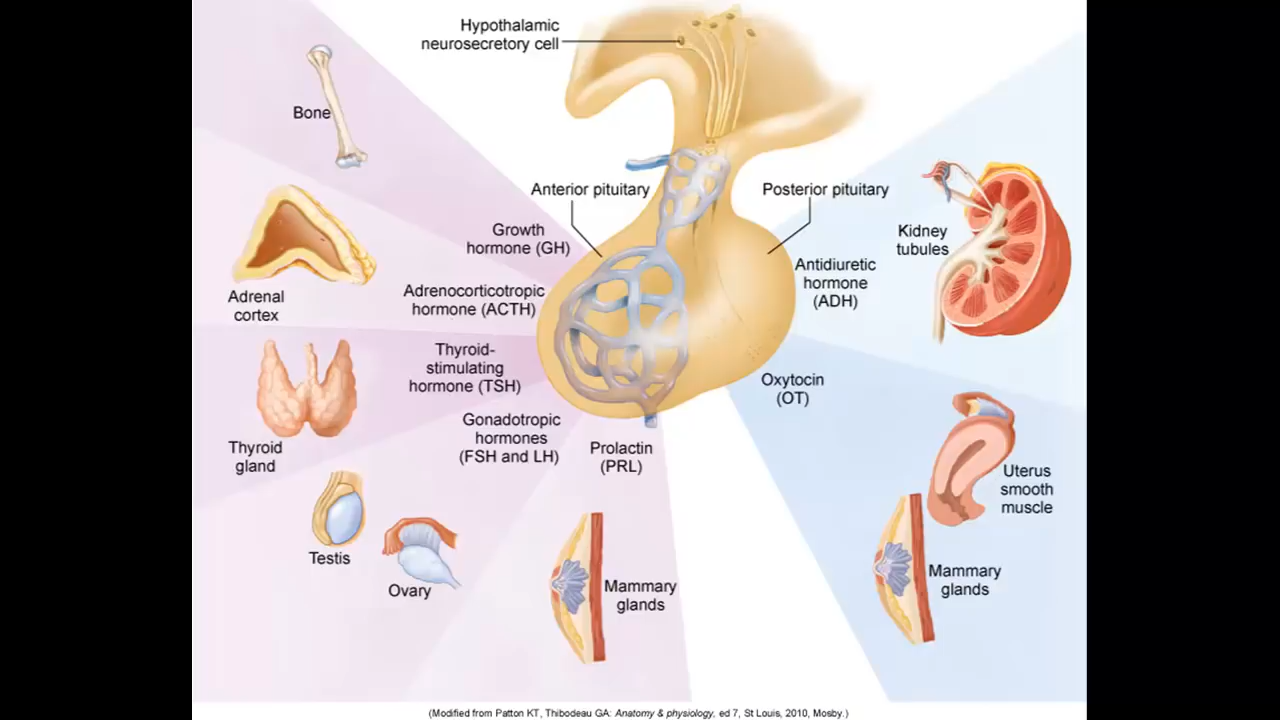 Hypothalamic
neurosecretory cell
Bone
Anterior pituitary
Posterior pituitary
Growth
hormone (GH)
Kidney
tubules
Antidiuretic
hormone
(ADH)
Adrenocorticotropic
hormone (ACTH)
Adrenal
cortex
Thyroid-
stimulating
hormone (TSH)
Oxytocin
(OT)
Gonadotropic
hormones
(FSH and LH)
Prolactin
(PRL)
Thyroid
gland
Uterus
smooth
muscle
Testis
Ovary
Mammary
glands
Mammary
glands
(Modified from Patton KT, Thibodeau GA: Anatomy & physiology, ed 7, St Louis, 2010, Mosby.)